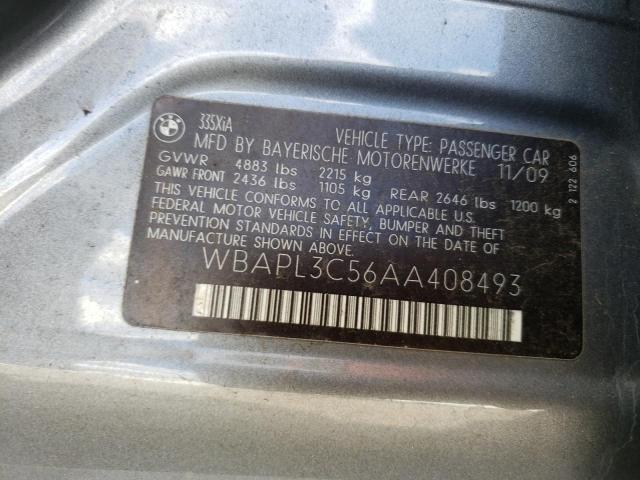 BMW
335XiA
VEHICLE TYPE: PASSENGER CAR
MFD BY BAYERISCHE MOTORENWERKE 11/09
GVWR 4883 lbs 2215 kg
GAWR FRONT 2436 lbs 1105 kg REAR 2646 lbs 1200 kg
THIS VEHICLE CONFORMS TO ALL APPLICABLE U.S.
FEDERAL MOTOR VEHICLE SAFETY, BUMPER AND THEFT
PREVENTION STANDARDS IN EFFECT ON THE DATE OF
MANUFACTURE SHOWN ABOVE.
WBAPL3C56AA408493
2 122 606